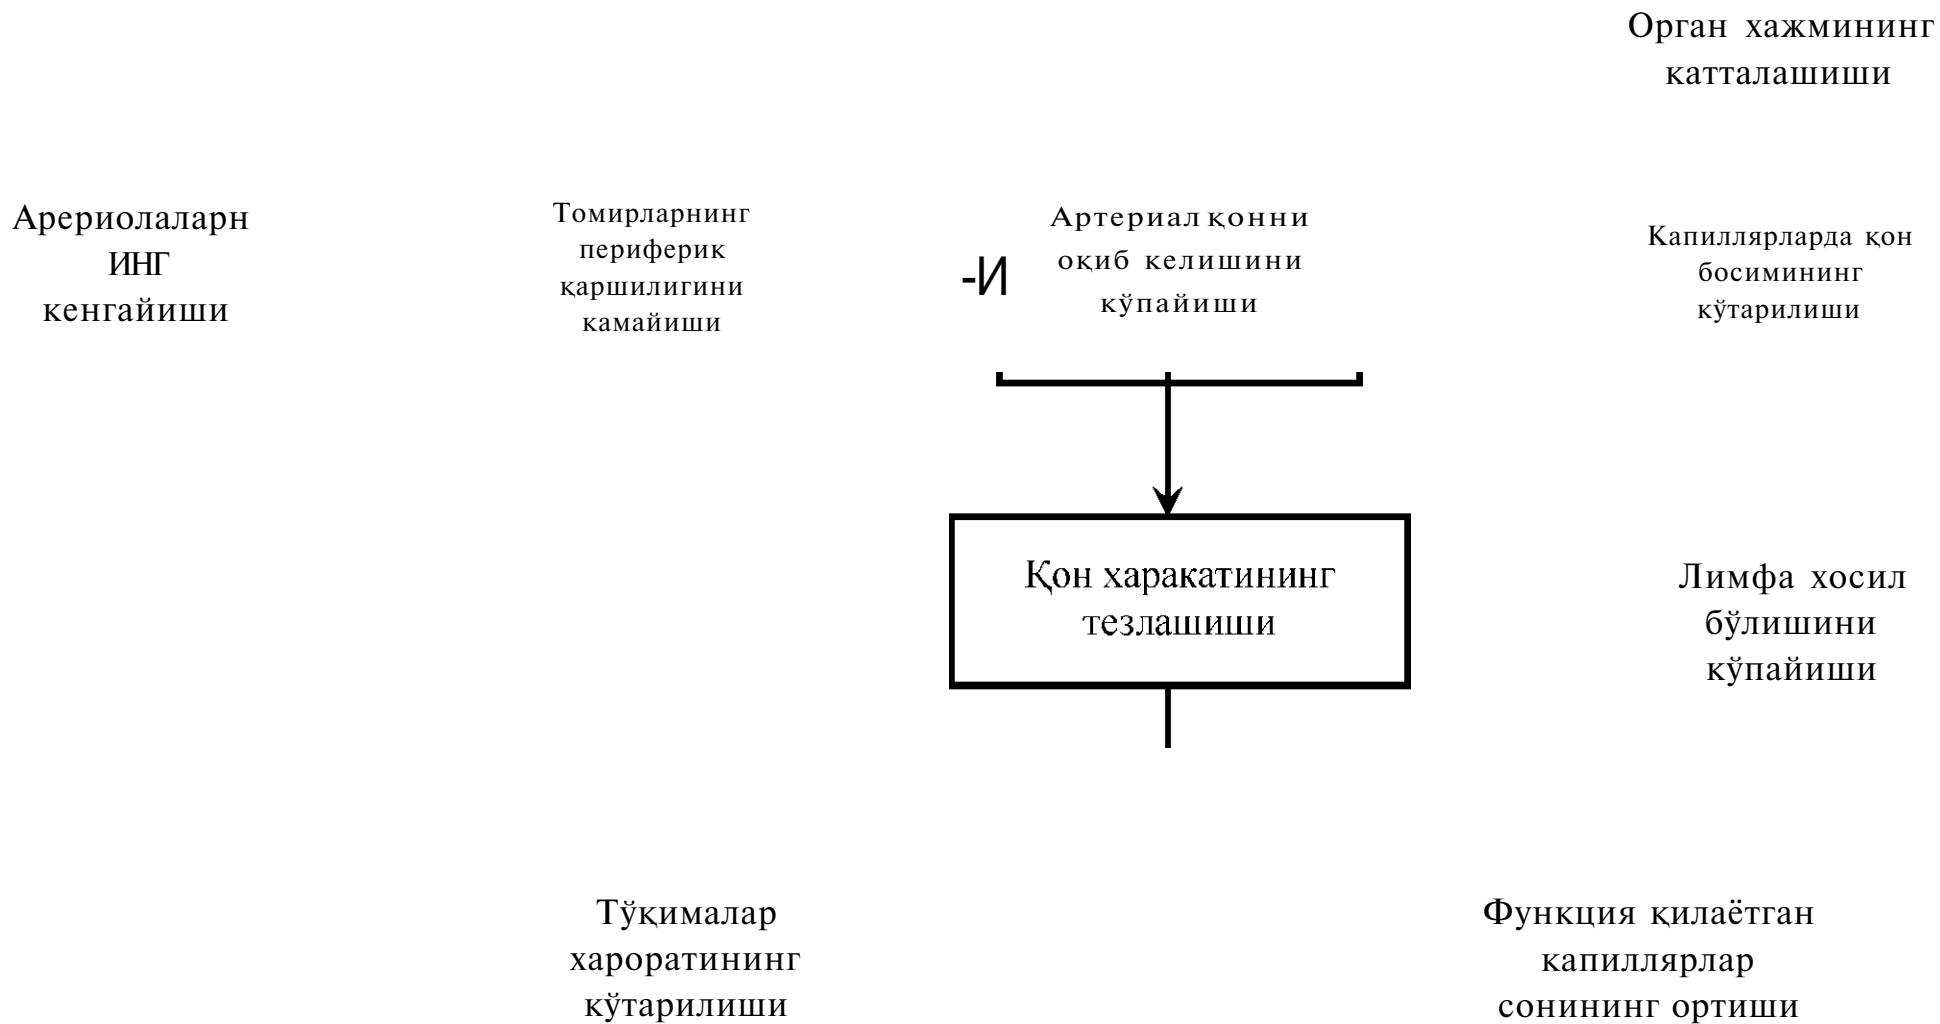 Орган хажмининг
катталашиши
Арериолаларн
ИНГ
кенгайиши
Томирларнинг
периферик
қаршилигини
камайиши
-И
Артериал қонни
оқиб келишини
кўпайиши
Капиллярларда қон
босимининг
кўтарилиши
Қон харакатининг
тезлашиши
Лимфа хосил
бўлишини
кўпайиши
Тўқималар
хароратининг
кўтарилиши
Функция қилаётган
капиллярлар
сонининг ортиши